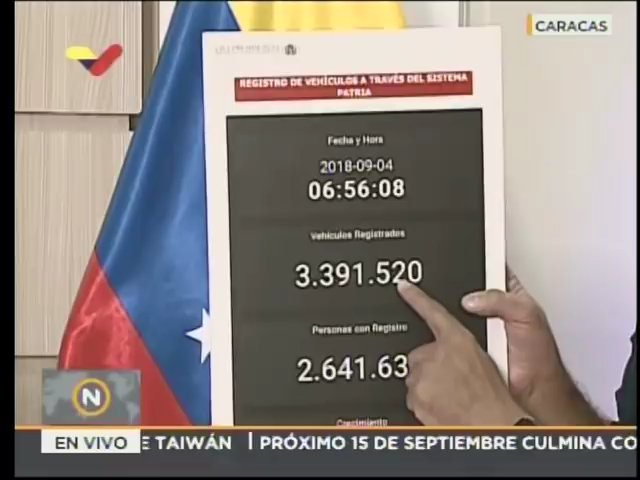 CARACAS
REGISTRO DE VEHÍCULOS A TRAVÉS DEL SISTEMA
PATRIA
Fecha y Hora
2018-09-04
06:56:08
Vehículos Registrados
3.391.520
Personas con Registro
2.641.63
Crecimiento
N
EN VIVO E TAIWÁN | PRÓXIMO 15 DE SEPTIEMBRE CULMINA CO